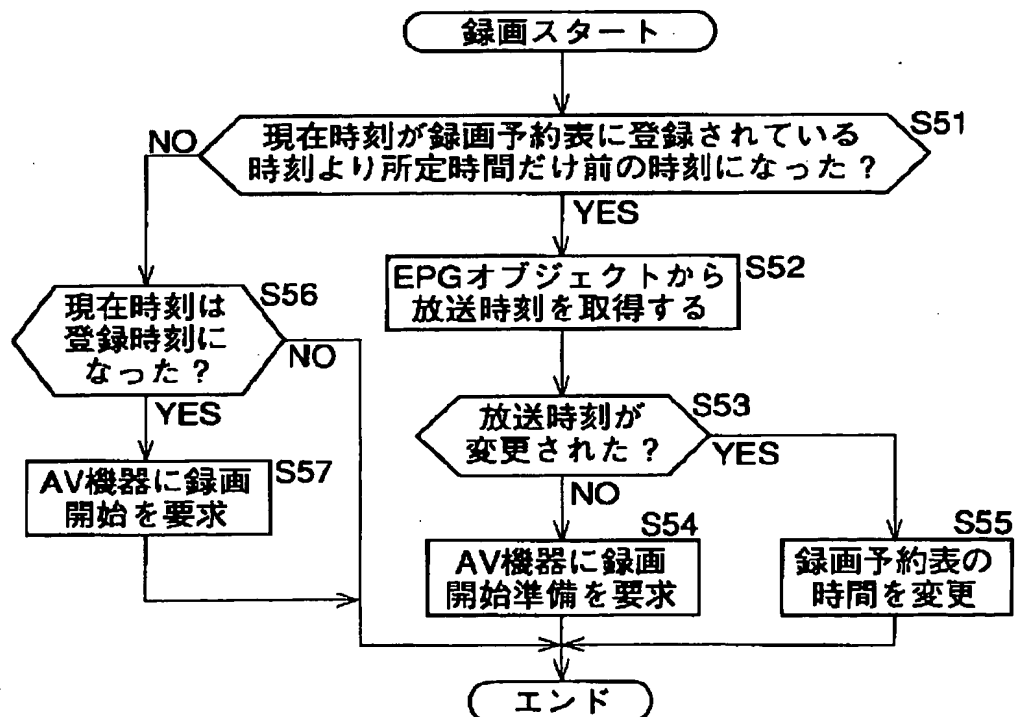 録画スタート
S51
現在時刻が録画予約表に登録されている
時刻より所定時間だけ前の時刻になった？
NO
YES
S52
EPGオブジェクトから
放送時刻を取得する
S56
現在時刻は
登録時刻に
なった？
NO
YES
S53
放送時刻が
変更された？
YES
NO
S57
AV機器に録画
開始を要求
S54
AV機器に録画
開始準備を要求
S55
録画予約表の
時間を変更
エンド